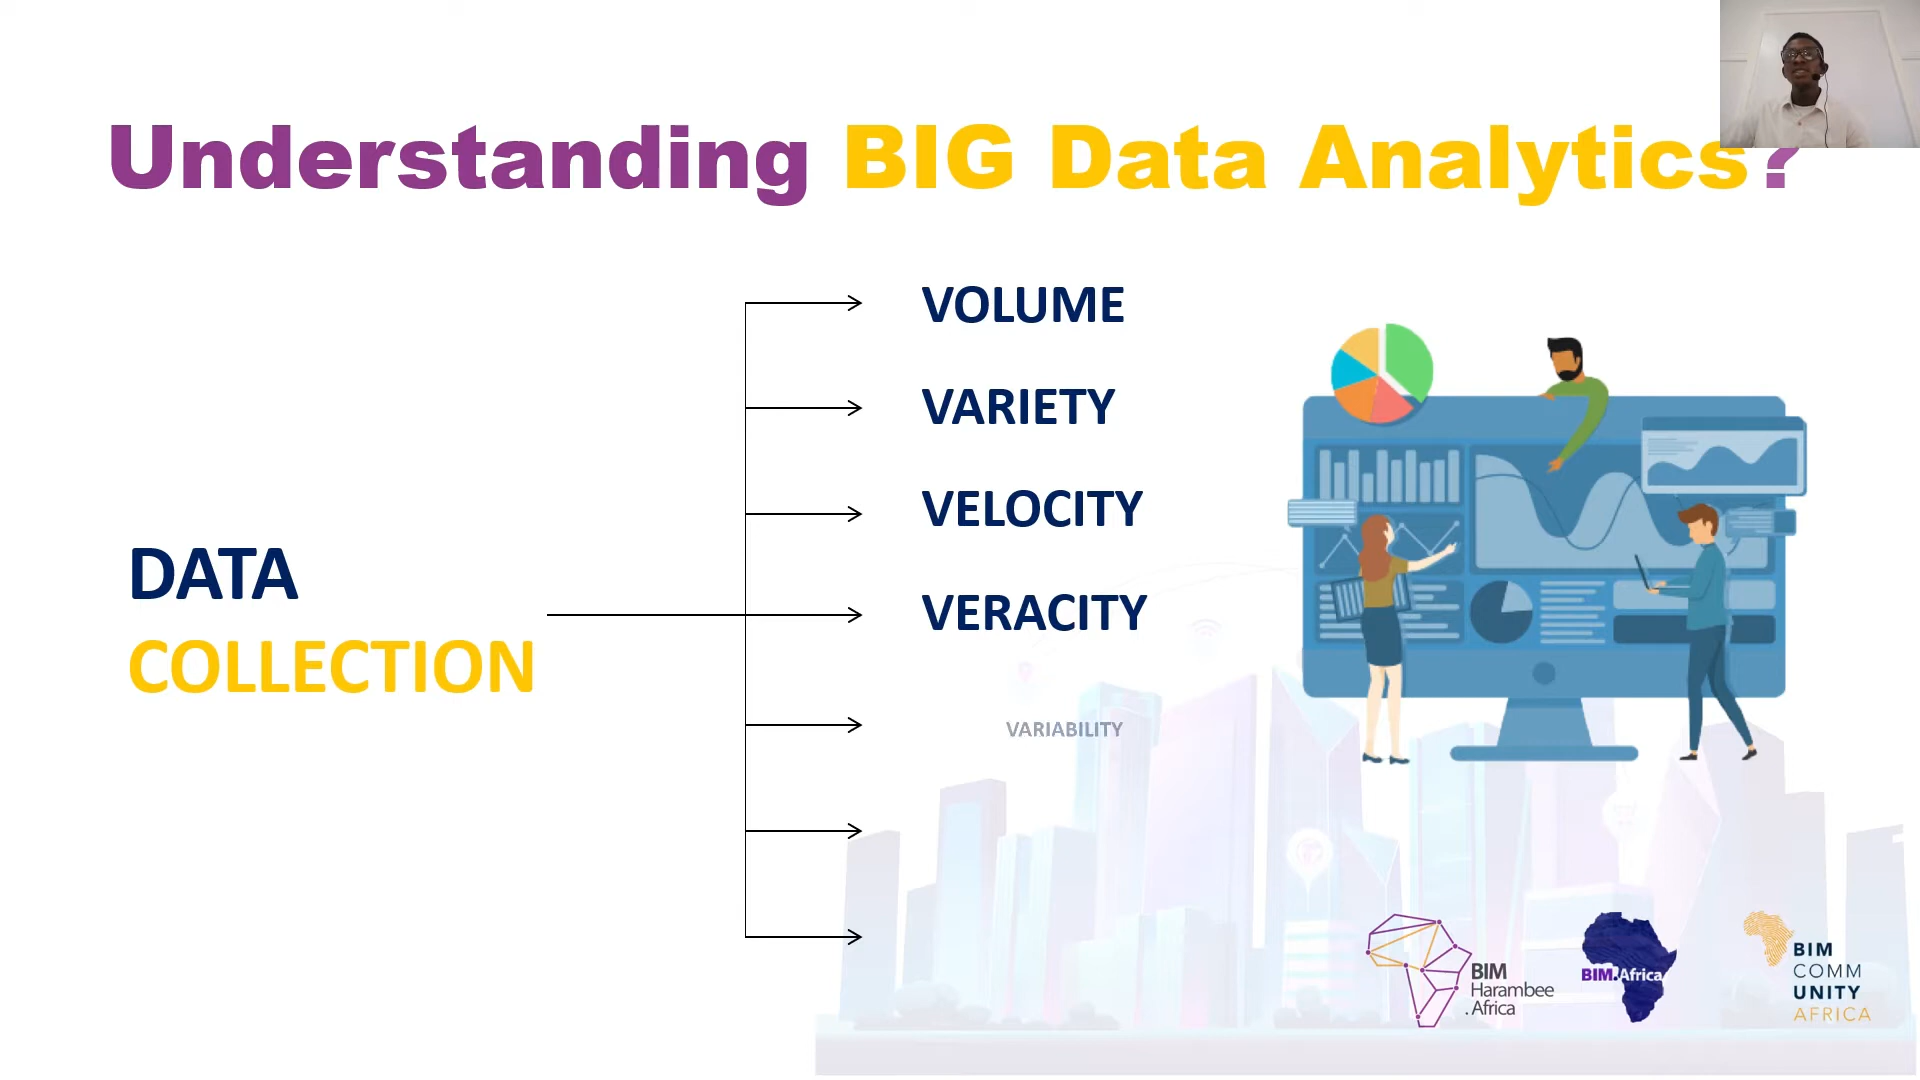 Understanding BIG Data Analytics?
VOLUME
VARIETY
VELOCITY
DATA
COLLECTION
VERACITY
VARIABILITY
BIM
Harambee
.Africa
BIM.Africa
BIM
COMM
UNITY
AFRICA